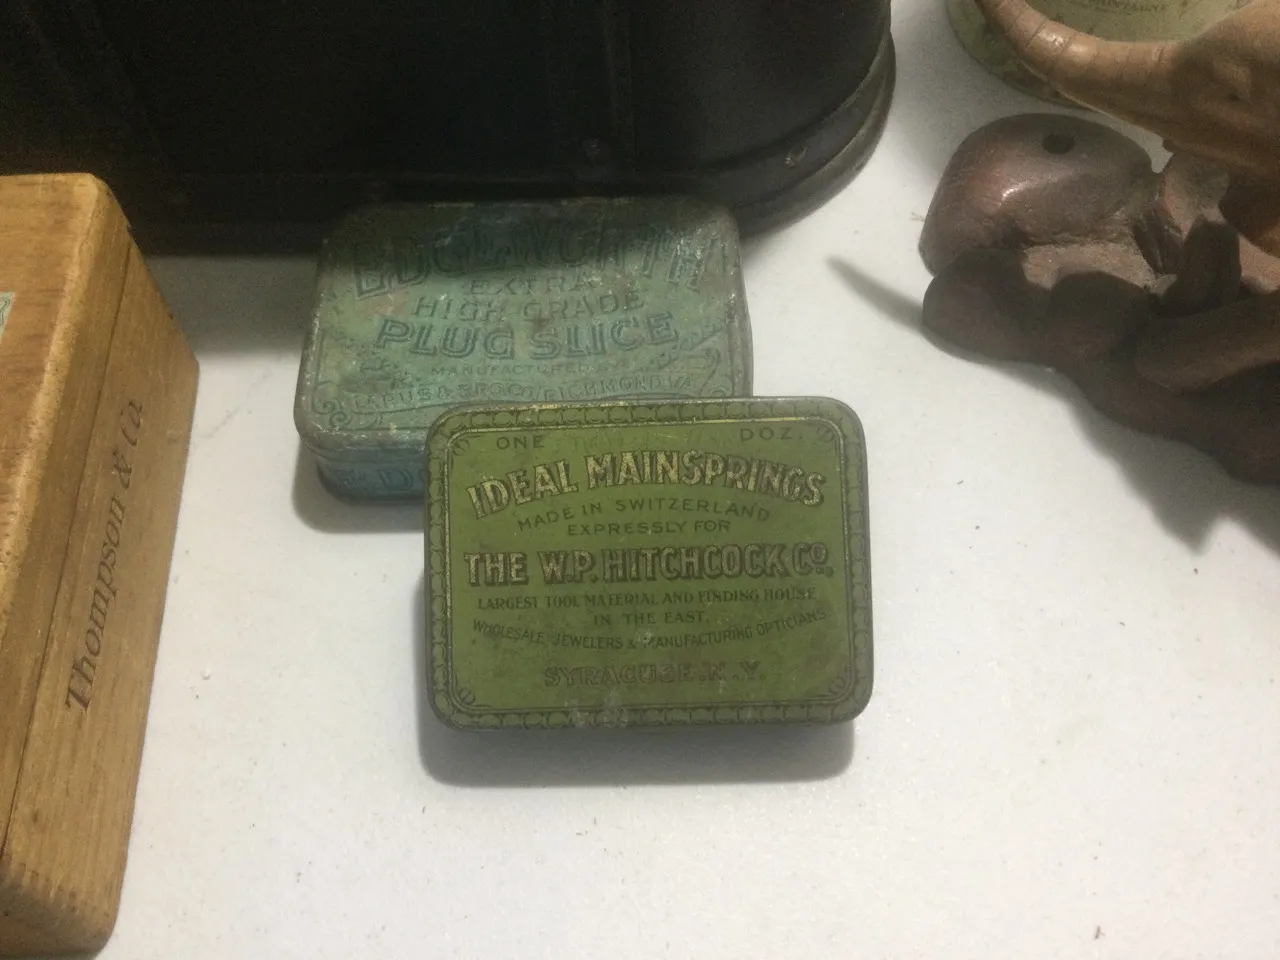 EDGEWORTH
EXTRA
HIGH GRADE
PLUG SLICE
MANUFACTURED BY
LARUS & BRO CO. RICHMOND VA
ONE DOZ.
IDEAL MAINSPRINGS
MADE IN SWITZERLAND
EXPRESSLY FOR
THE W.P. HITCHCOCK CO.
LARGEST TOOL MATERIAL AND FINDING HOUSE
IN THE EAST.
WHOLESALE JEWELERS & MANUFACTURING OPTICIANS
SYRACUSE. N.Y.
Thompson & Co